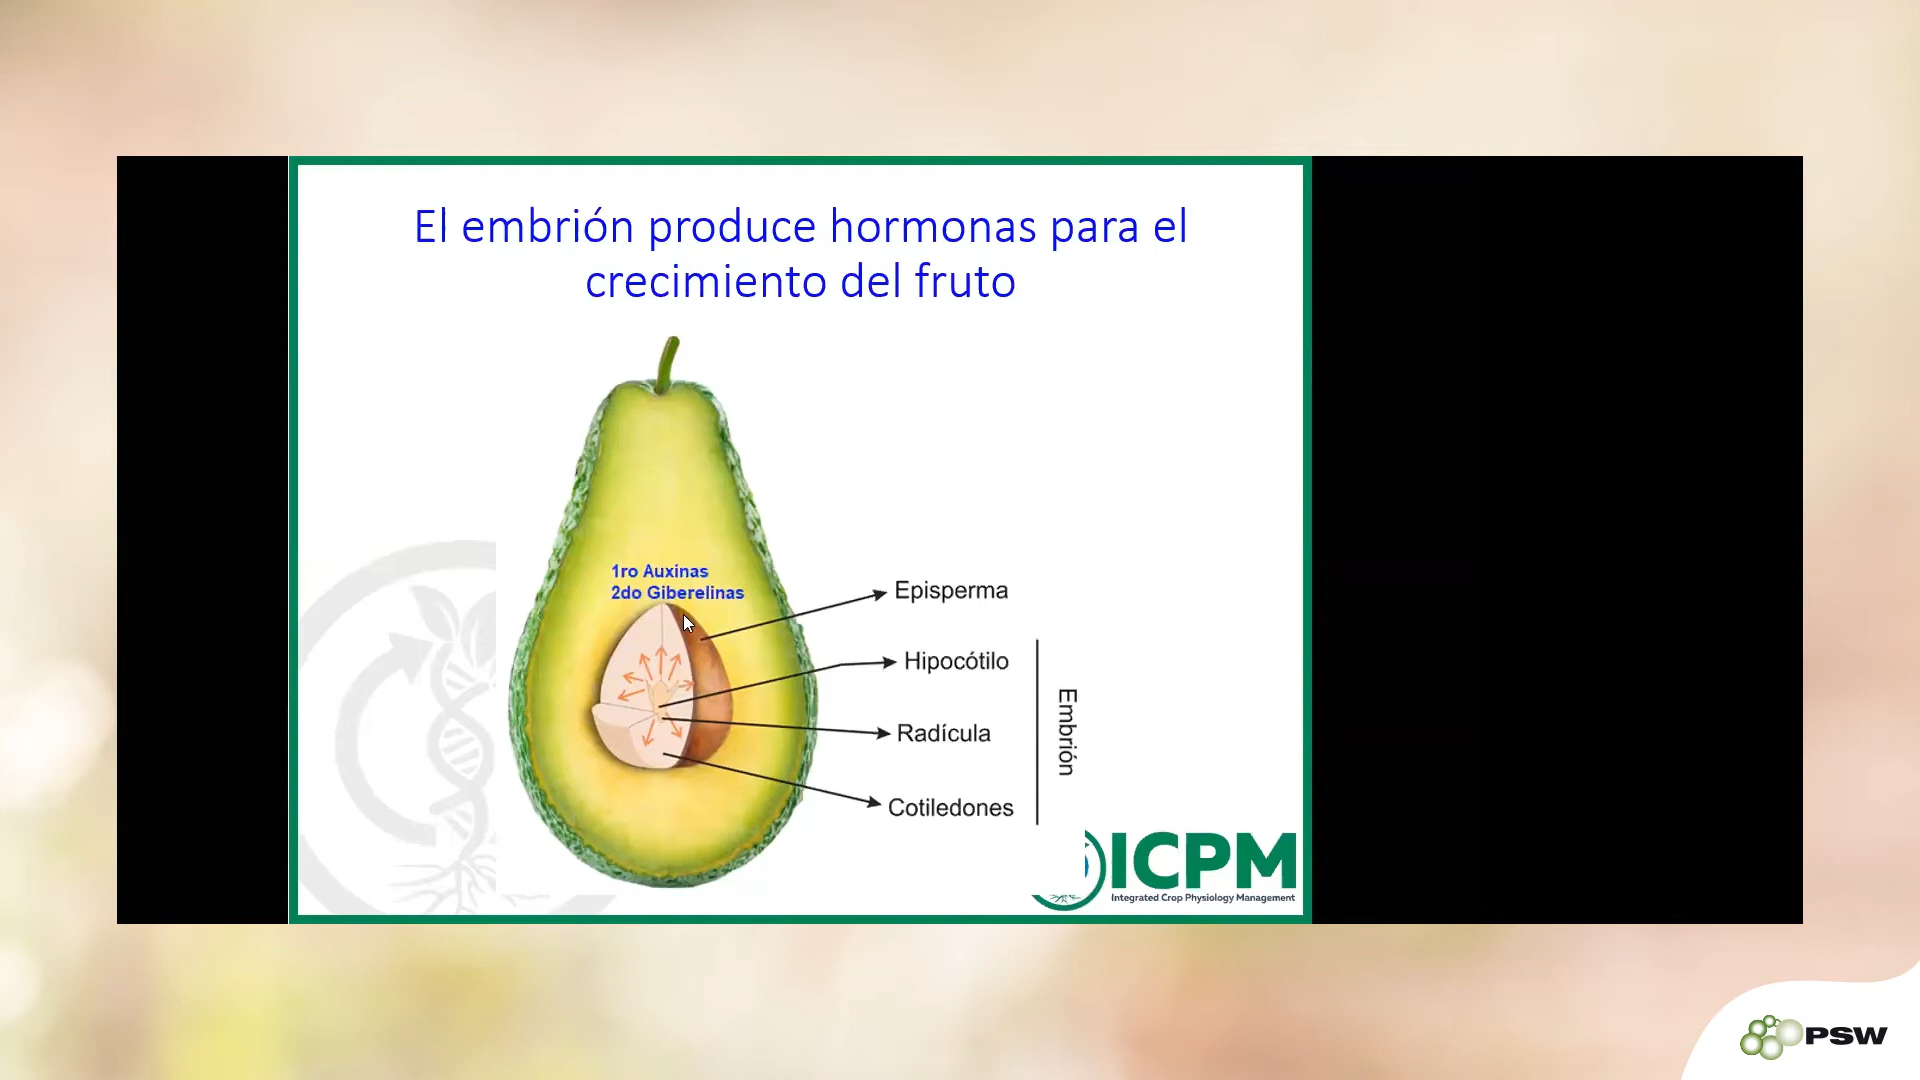 El embrión produce hormonas para el
crecimiento del fruto
1ro Auxinas
2do Giberelinas
Episperma
Hipocótilo
Radícula
Cotiledones
Embrión
ICPM
Integrated Crop Physiology Management
PSW